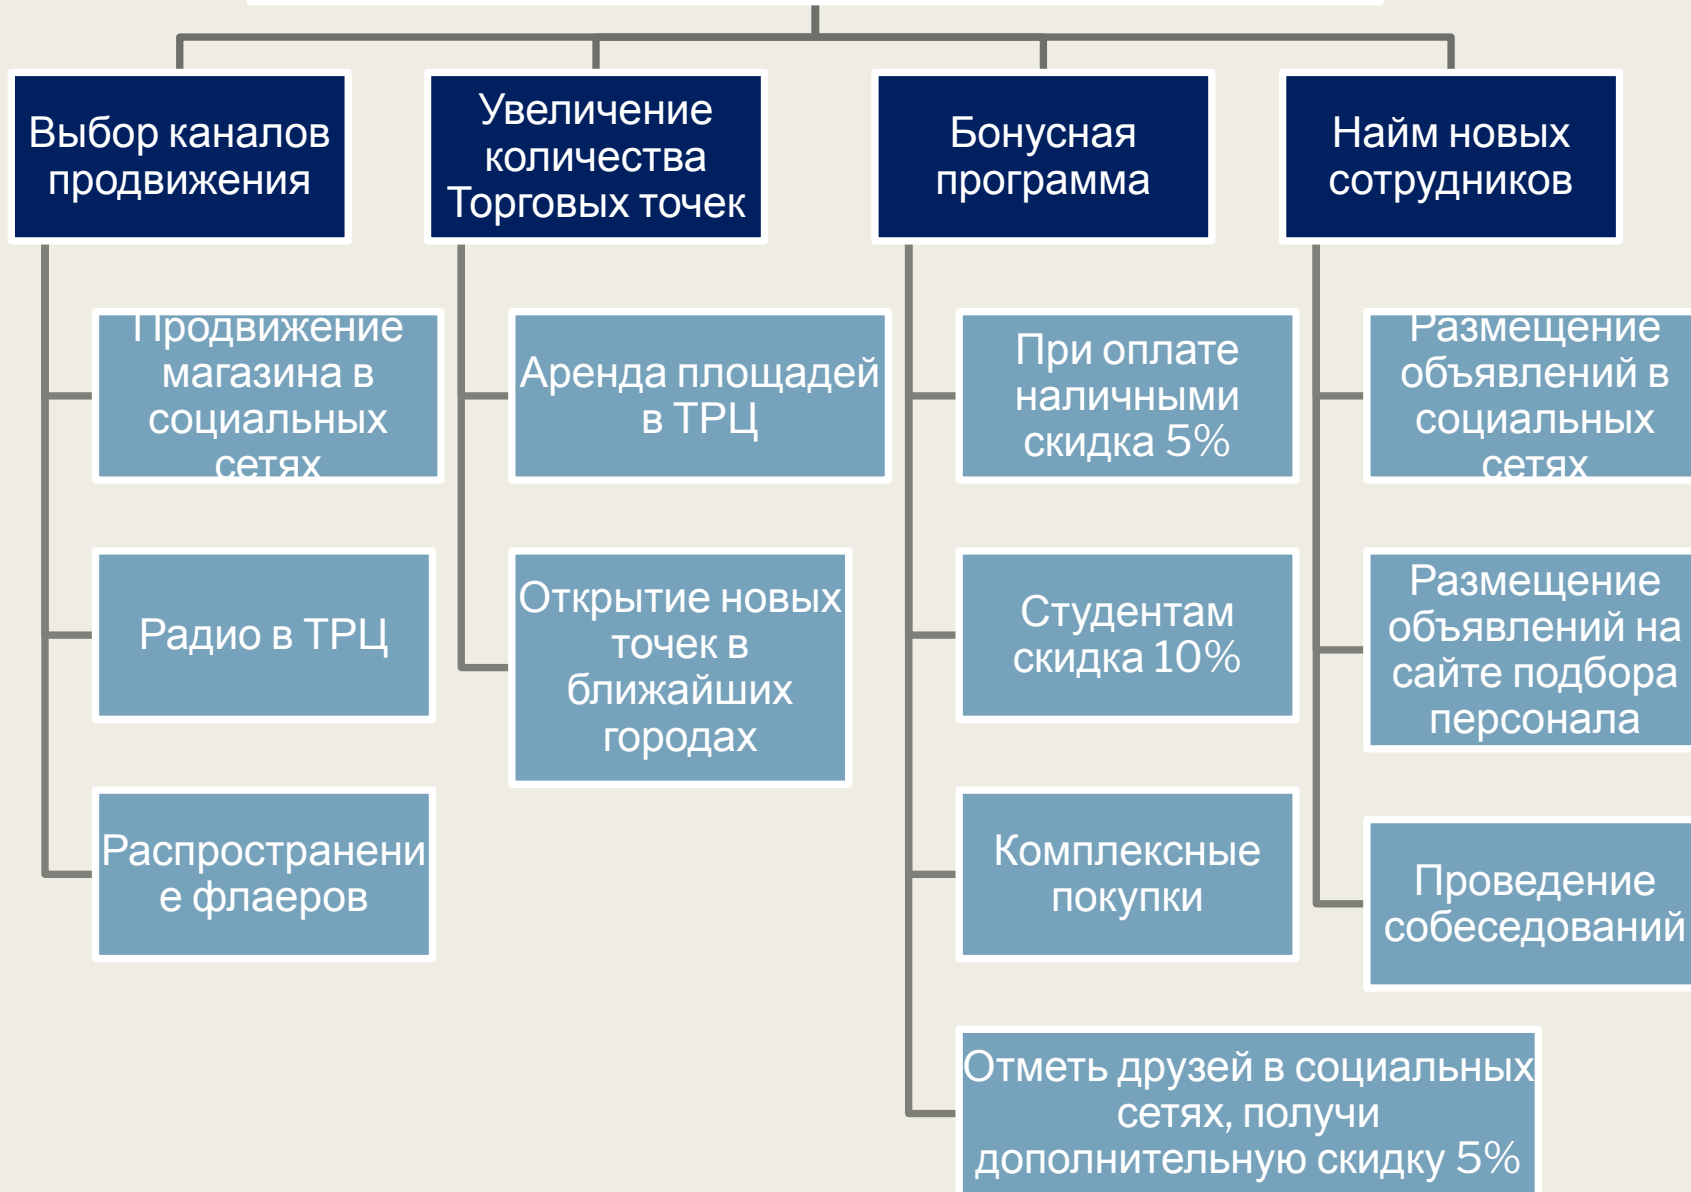 Выбор каналов
продвижения
Продвижение
магазина в
социальных
сетях
Радио в ТРЦ
Распространени
е флаеров
Увеличение
количества
Торговых точек
Аренда площадей
в ТРЦ
Открытие новых
точек в
ближайших
городах
Бонусная
программа
При оплате
наличными
скидка 5%
Студентам
скидка 10%
Комплексные
покупки
Отметь друзей в социальных
сетях, получи
дополнительную скидку 5%
Найм новых
сотрудников
Размещение
объявлений в
социальных
сетях
Размещение
объявлений на
сайте подбора
персонала
Проведение
собеседований